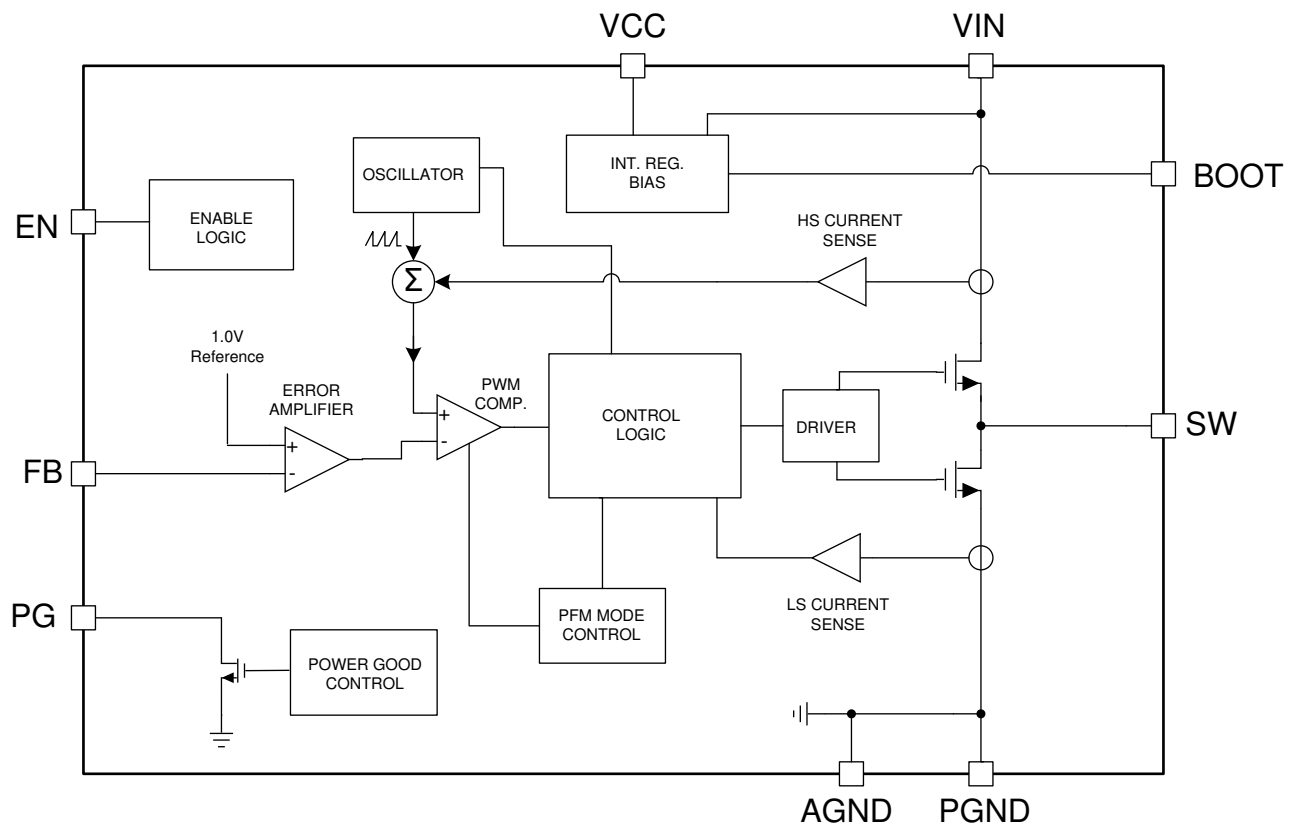 VCC
VIN
OSCILLATOR
INT. REG.
BIAS
BOOT
EN
ENABLE
LOGIC
HS CURRENT
SENSE
Σ
1.0V
Reference
ERROR
AMPLIFIER
PWM
COMP.
+
-
+
-
CONTROL
LOGIC
DRIVER
SW
FB
PG
PFM MODE
CONTROL
LS CURRENT
SENSE
POWER GOOD
CONTROL
AGND
PGND